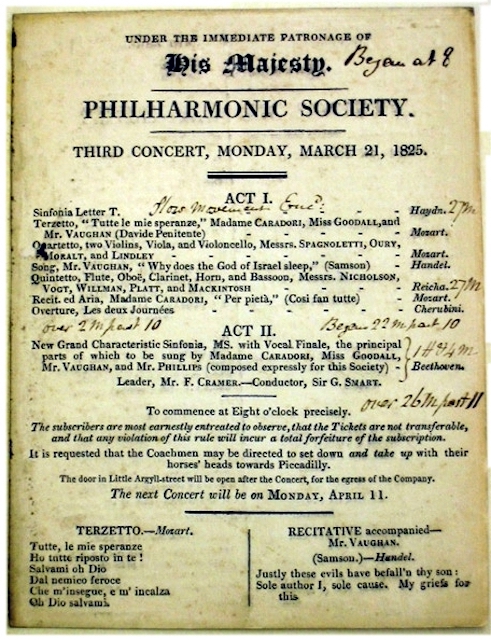 UNDER THE IMMEDIATE PATRONAGE OF
His Majesty. Began at 8
PHILHARMONIC SOCIETY.
THIRD CONCERT, MONDAY, MARCH 21, 1825.
ACT I.
Sinfonia Letter T. Slow movement Enc'd: - - - Haydn. 27M
Terzetto, "Tutte le mie speranze," Madame CARADORI, Miss GOODALL, and
Mr. VAUGHAN (Davide Penitente) - - - - Mozart.
Quartetto, two Violins, Viola, and Violoncello, Messrs. SPAGNOLETTI, OURY,
MORALT, and LINDLEY - - - - - Mozart.
Song, Mr. VAUGHAN, "Why does the God of Israel sleep," (Samson) - Handel.
Quintetto, Flute, Oboè, Clarinet, Horn, and Bassoon, Messrs. NICHOLSON,
VOGT, WILLMAN, PLATT, and MACKINTOSH - - - Reicha. 27M
Recit. ed Aria, Madame CARADORI, "Per pietà," (Cosi fan tutte) - Mozart.
Overture, Les deux Journées - - - - Cherubini.
over 2 M past 10 Began 22 M past 10
ACT II.
New Grand Characteristic Sinfonia, MS. with Vocal Finale, the principal
parts of which to be sung by Madame CARADORI, Miss GOODALL, 1 H & 4 M
Mr. VAUGHAN, and Mr. PHILLIPS (composed expressly for this Society) - Beethoven.
Leader, Mr. F. CRAMER.—Conductor, Sir G. SMART.
over 26 M past 11
To commence at Eight o'clock precisely.
The subscribers are most earnestly entreated to observe, that the Tickets are not transferable,
and that any violation of this rule will incur a total forfeiture of the subscription.
It is requested that the Coachmen may be directed to set down and take up with their
horses' heads towards Piccadilly.
The door in Little Argyll-street will be open after the Concert, for the egress of the Company.
The next Concert will be on MONDAY, APRIL 11.
TERZETTO.—Mozart.
Tutte, le mie speranze
Ho tutte riposto in te !
Salvami oh Dio
Dal nemico feroce
Che m'insegue, e m' incalza
Oh Dio salvami.
RECITATIVE accompanied—
Mr. VAUGHAN.
(Samson.)—Handel.
Justly these evils have befall'n thy son :
Sole author I, sole cause. My griefs for
this